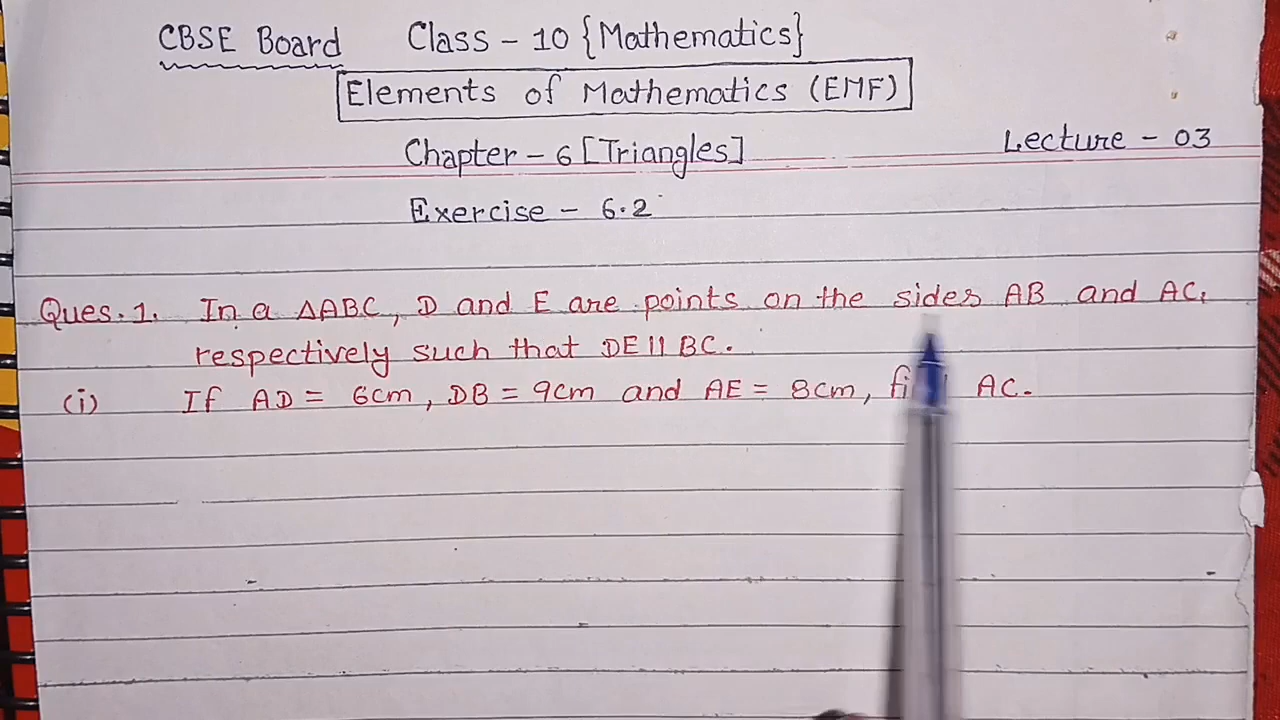 CBSE Board Class - 10 {Mathematics}
Elements of Mathematics (EMF)
Chapter - 6 [Triangles] Lecture - 03
Exercise - 6.2
Ques. 1. In a ΔABC, D and E are points on the sides AB and AC,
respectively such that DE || BC.
(i) If AD = 6cm, DB = 9cm and AE = 8cm, AC.